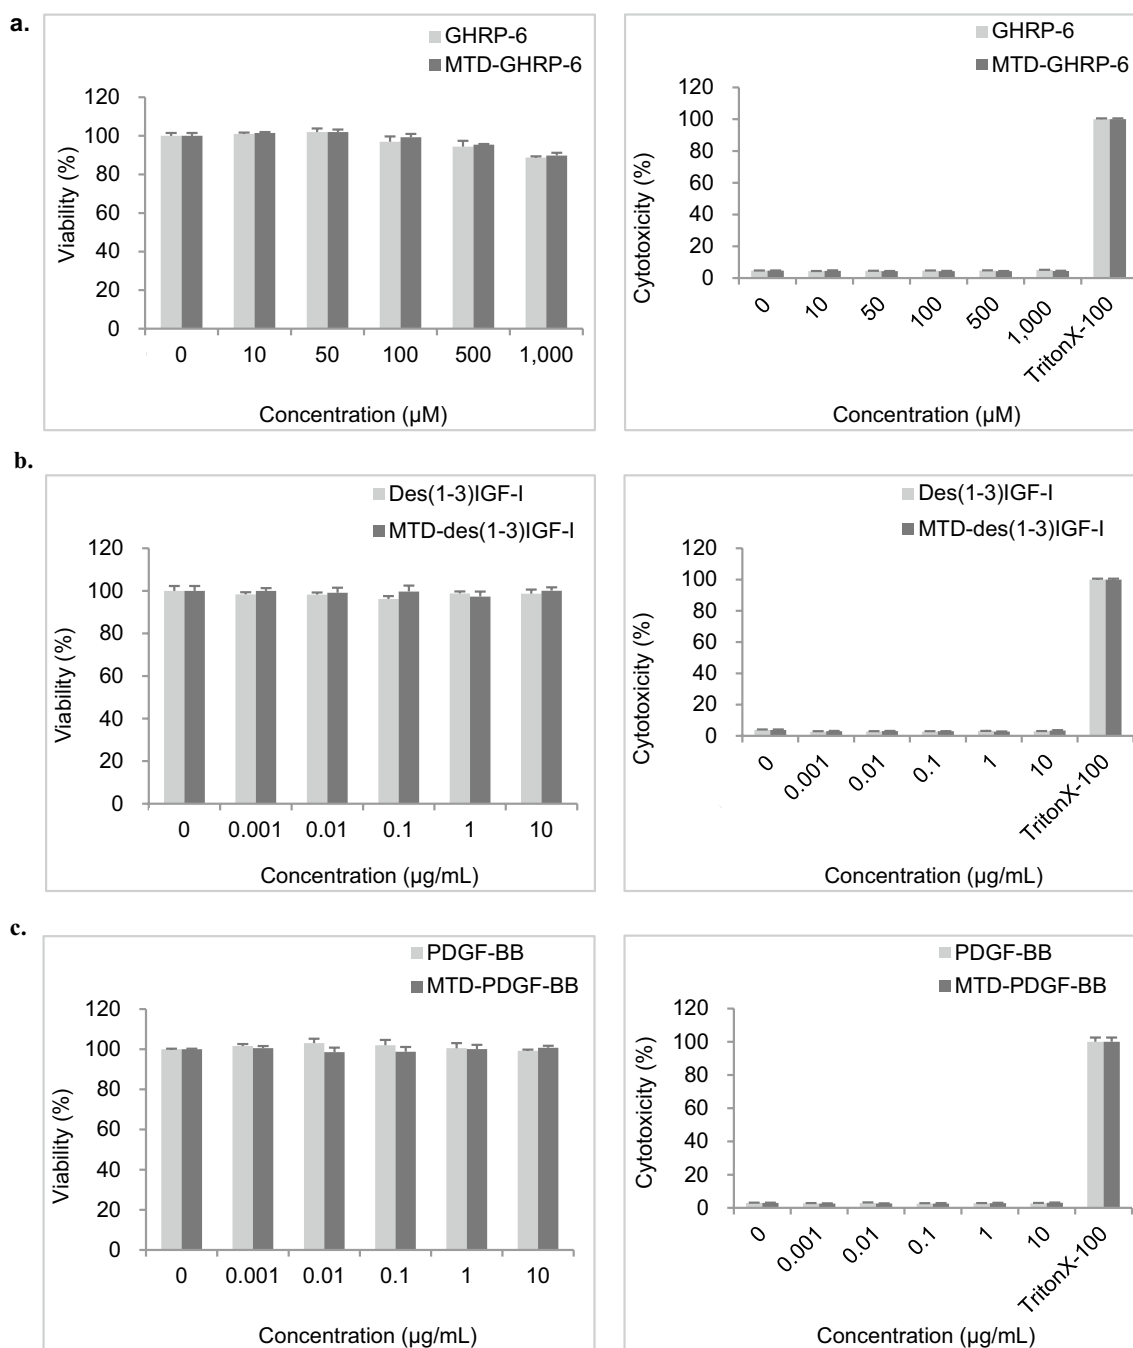 a.
GHRP-6
MTD-GHRP-6
120
100
80
60
40
20
0
Viability (%)
0 10 50 100 500 1,000
Concentration (µM)
GHRP-6
MTD-GHRP-6
120
100
80
60
40
20
0
Cytotoxicity (%)
0 10 50 100 500 1,000 TritonX-100
Concentration (µM)
b.
Des(1-3)IGF-I
MTD-des(1-3)IGF-I
120
100
80
60
40
20
0
Viability (%)
0 0.001 0.01 0.1 1 10
Concentration (µg/mL)
Des(1-3)IGF-I
MTD-des(1-3)IGF-I
120
100
80
60
40
20
0
Cytotoxicity (%)
0 0.001 0.01 0.1 1 10 TritonX-100
Concentration (µg/mL)
c.
PDGF-BB
MTD-PDGF-BB
120
100
80
60
40
20
0
Viability (%)
0 0.001 0.01 0.1 1 10
Concentration (µg/mL)
PDGF-BB
MTD-PDGF-BB
120
100
80
60
40
20
0
Cytotoxicity (%)
0 0.001 0.01 0.1 1 10 TritonX-100
Concentration (µg/mL)